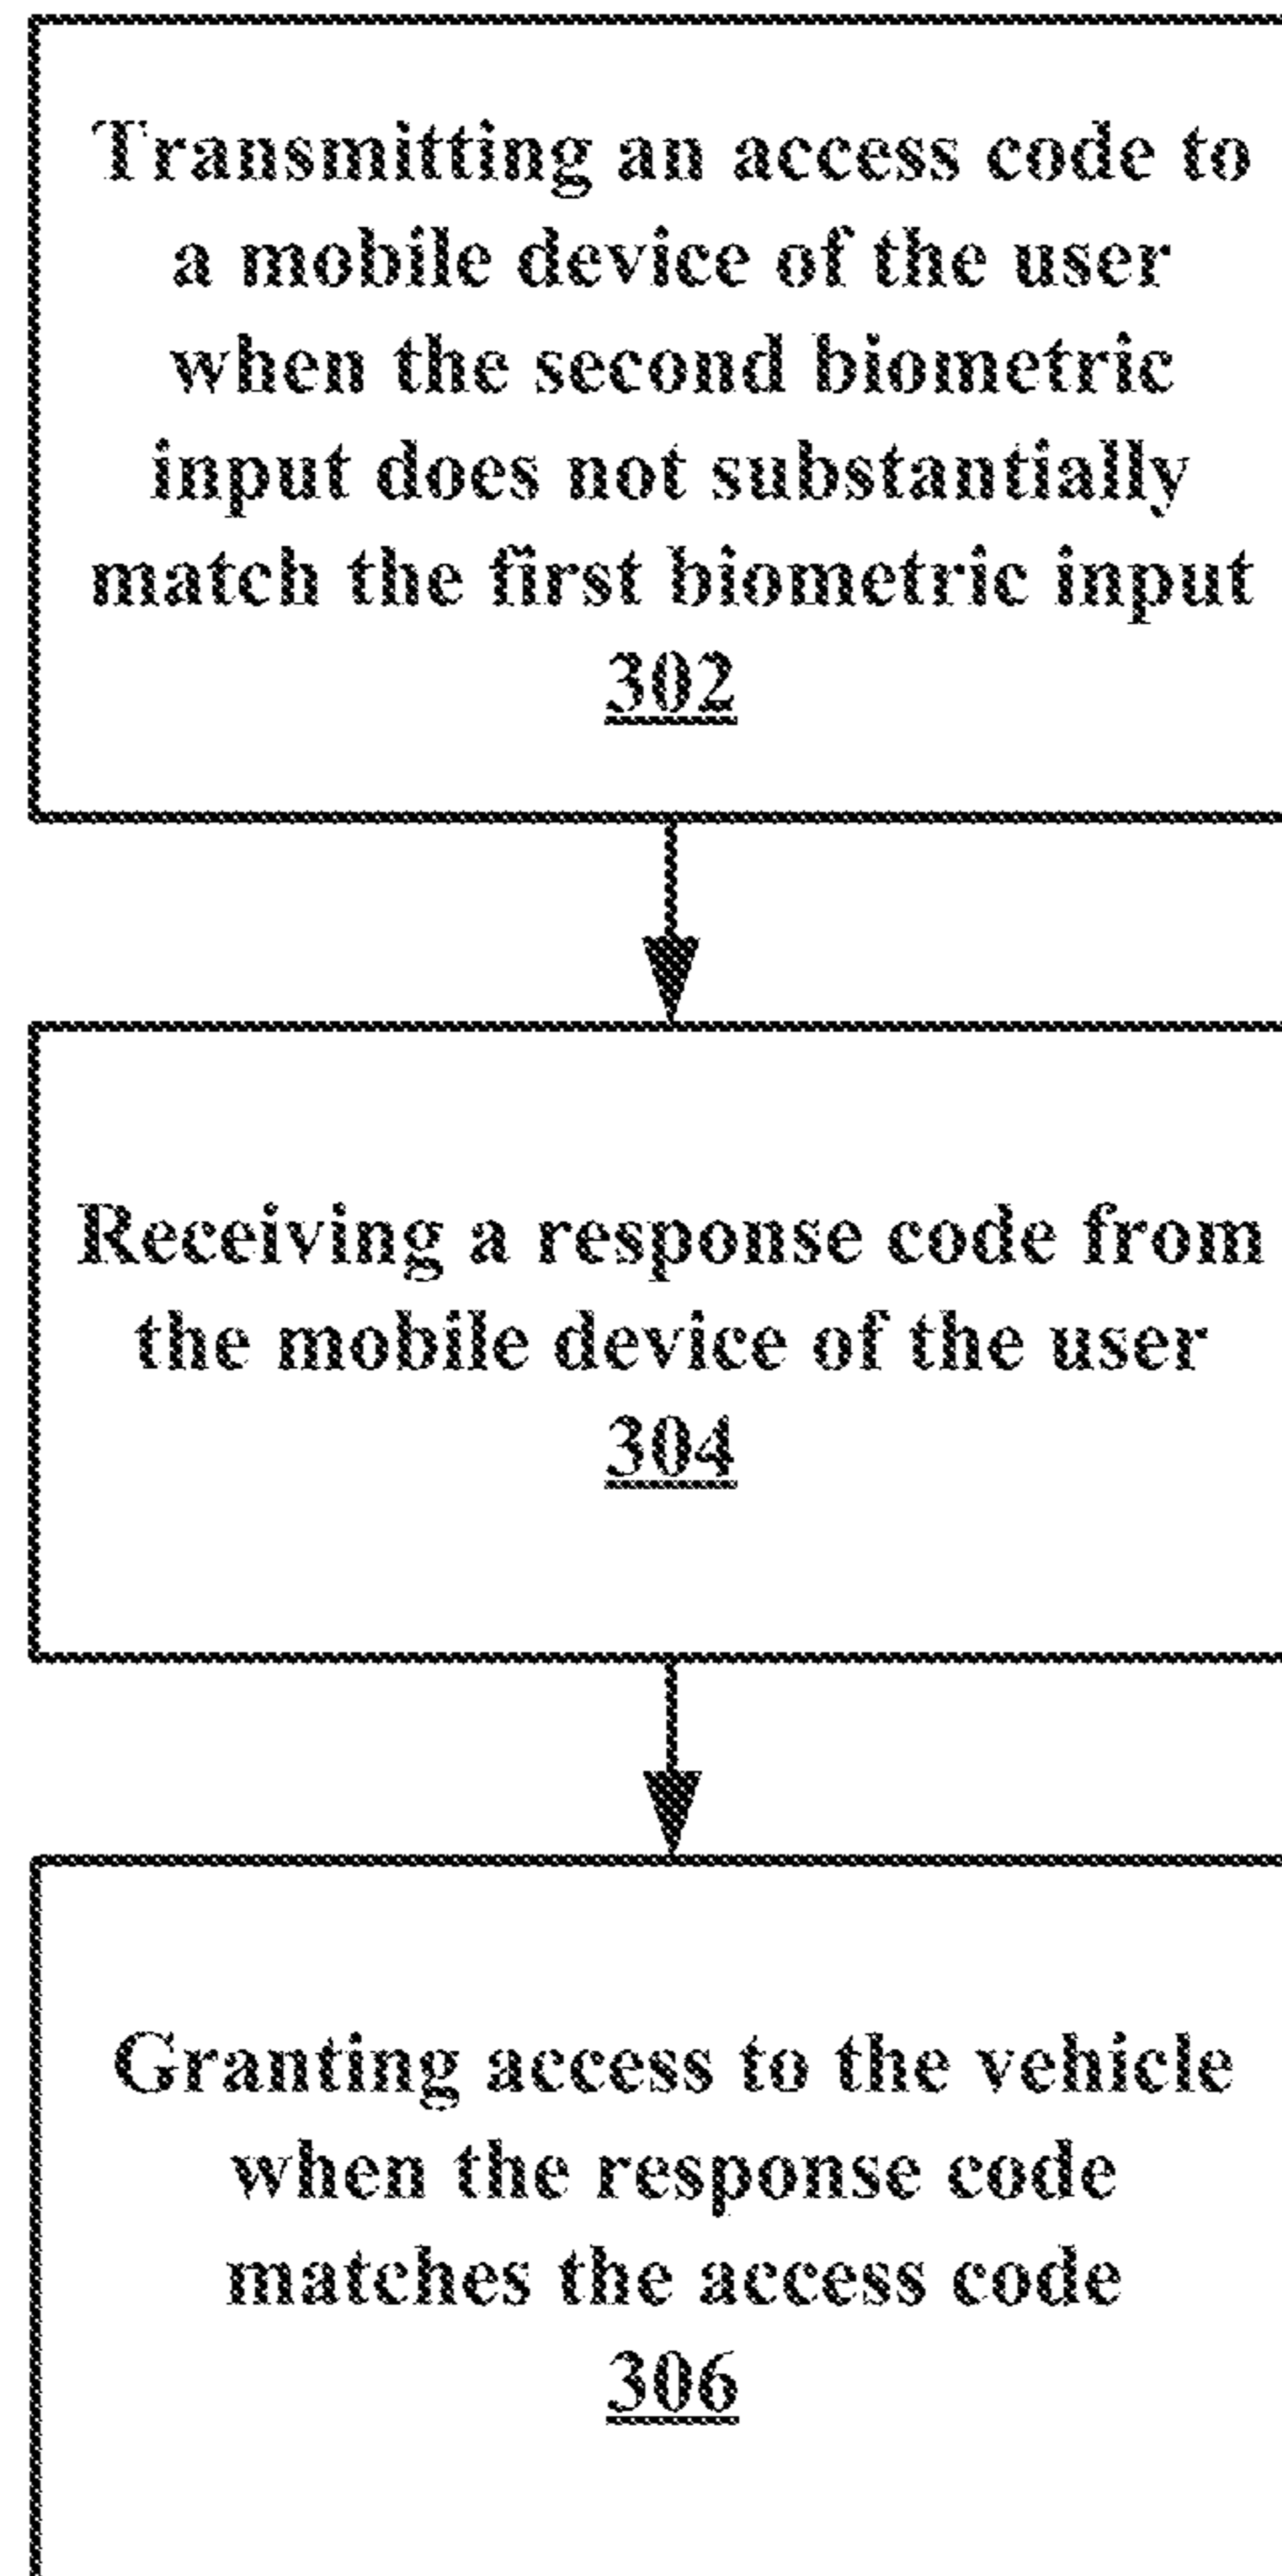 Transmitting an access code to
a mobile device of the user
when the second biometric
input does not substantially
match the first biometric input
302
Receiving a response code from
the mobile device of the user
304
Granting access to the vehicle
when the response code
matches the access code
306